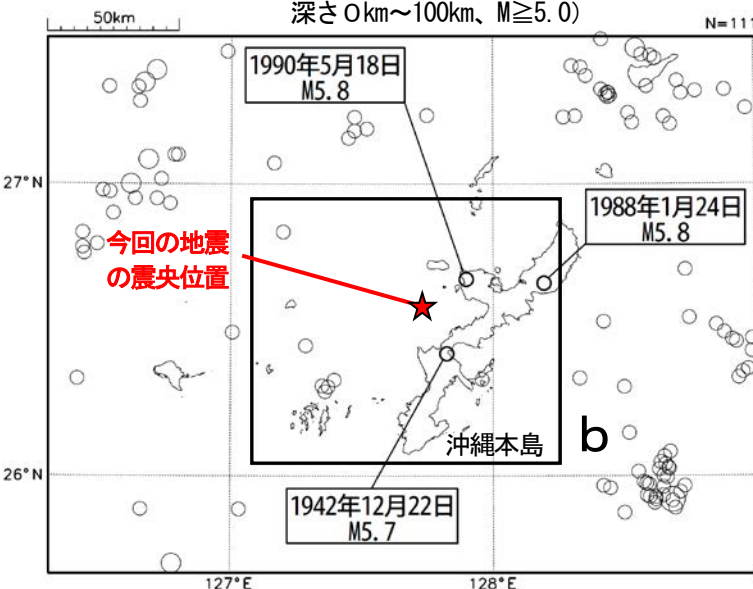 深さ0km～100km、M≧5.0)
50km
N=111
1990年5月18日
M5.8
27°N
1988年1月24日
M5.8
今回の地震
の震央位置
沖縄本島
b
26°N
1942年12月22日
M5.7
127°E
128°E